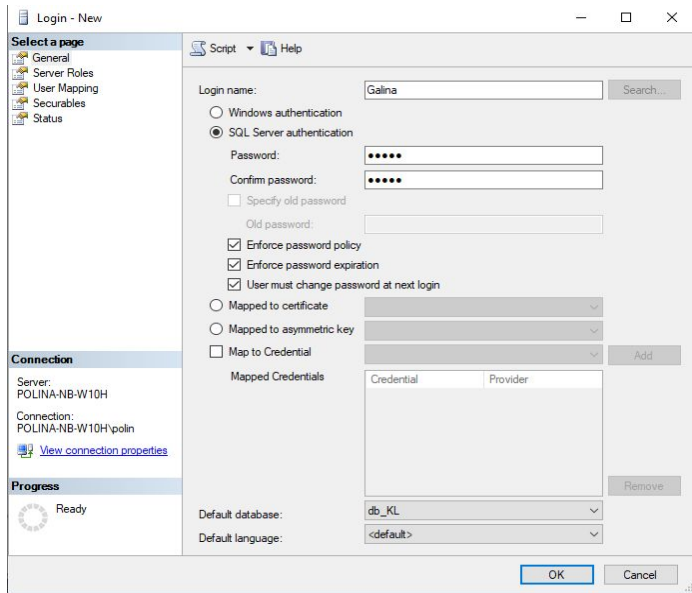 Login - New
Select a page
General
Server Roles
User Mapping
Securables
Status
Script
Help
Login name:
Galina
Search...
Windows authentication
SQL Server authentication
Password:
•••••
Confirm password:
•••••
Specify old password
Old password:
Enforce password policy
Enforce password expiration
User must change password at next login
Mapped to certificate
Mapped to asymmetric key
Map to Credential
Add
Mapped Credentials
Credential
Provider
Remove
Default database:
db_KL
Default language:
<default>
Connection
Server:
POLINA-NB-W10H
Connection:
POLINA-NB-W10H\polin
View connection properties
Progress
Ready
OK
Cancel